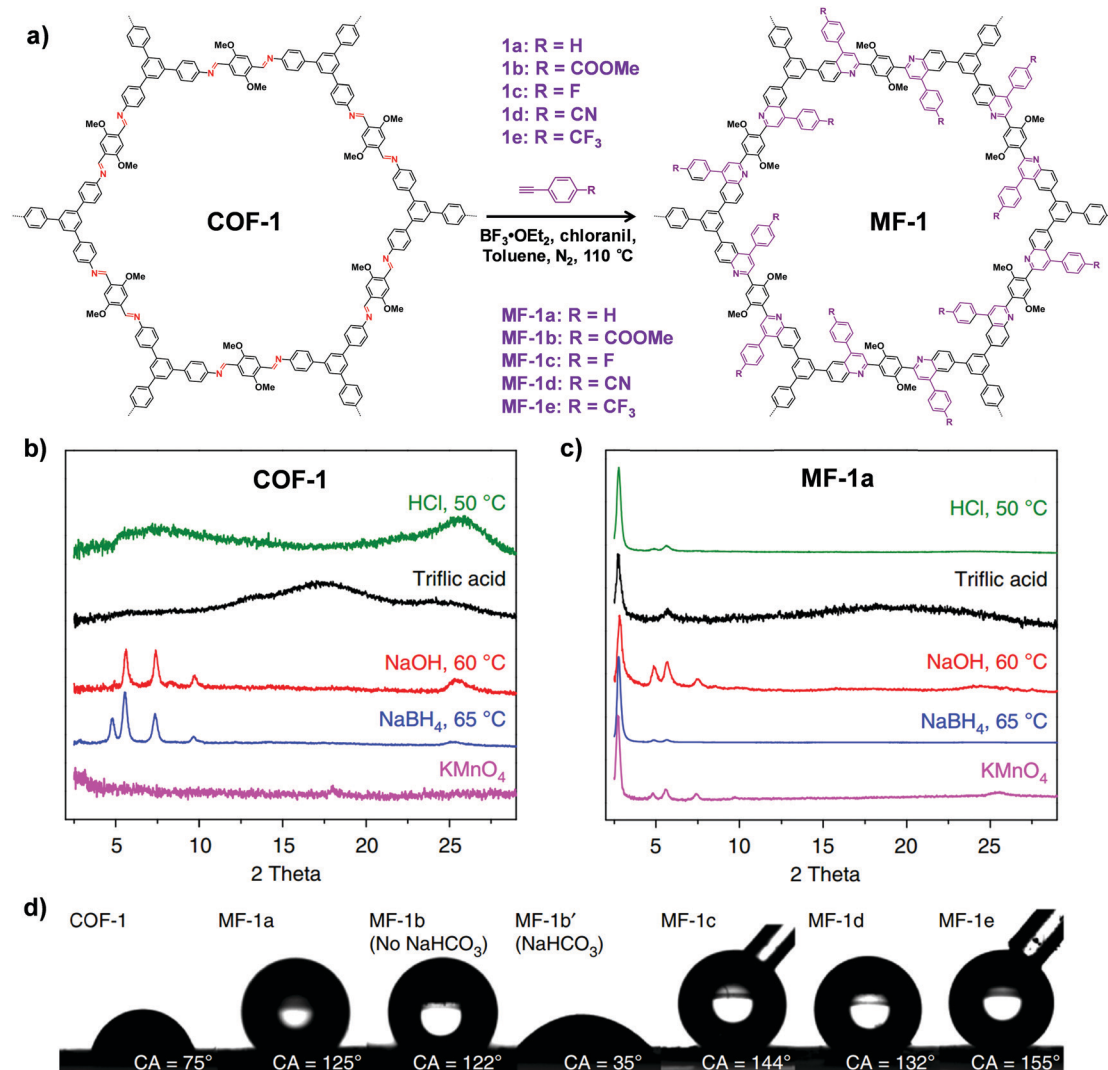 a)
1a: R = H
1b: R = COOMe
1c: R = F
1d: R = CN
1e: R = CF₃
R
BF₃•OEt₂, chloranil,
Toluene, N₂, 110 °C
MF-1a: R = H
MF-1b: R = COOMe
MF-1c: R = F
MF-1d: R = CN
MF-1e: R = CF₃
COF-1
MeO
OMe
N
MF-1
MeO
OMe
N
R
b)
COF-1
HCl, 50 °C
Triflic acid
NaOH, 60 °C
NaBH₄, 65 °C
KMnO₄
5 10 15 20 25
2 Theta
c)
MF-1a
HCl, 50 °C
Triflic acid
NaOH, 60 °C
NaBH₄, 65 °C
KMnO₄
5 10 15 20 25
2 Theta
d)
COF-1
CA = 75°
MF-1a
CA = 125°
MF-1b
(No NaHCO₃)
CA = 122°
MF-1b′
(NaHCO₃)
CA = 35°
MF-1c
CA = 144°
MF-1d
CA = 132°
MF-1e
CA = 155°